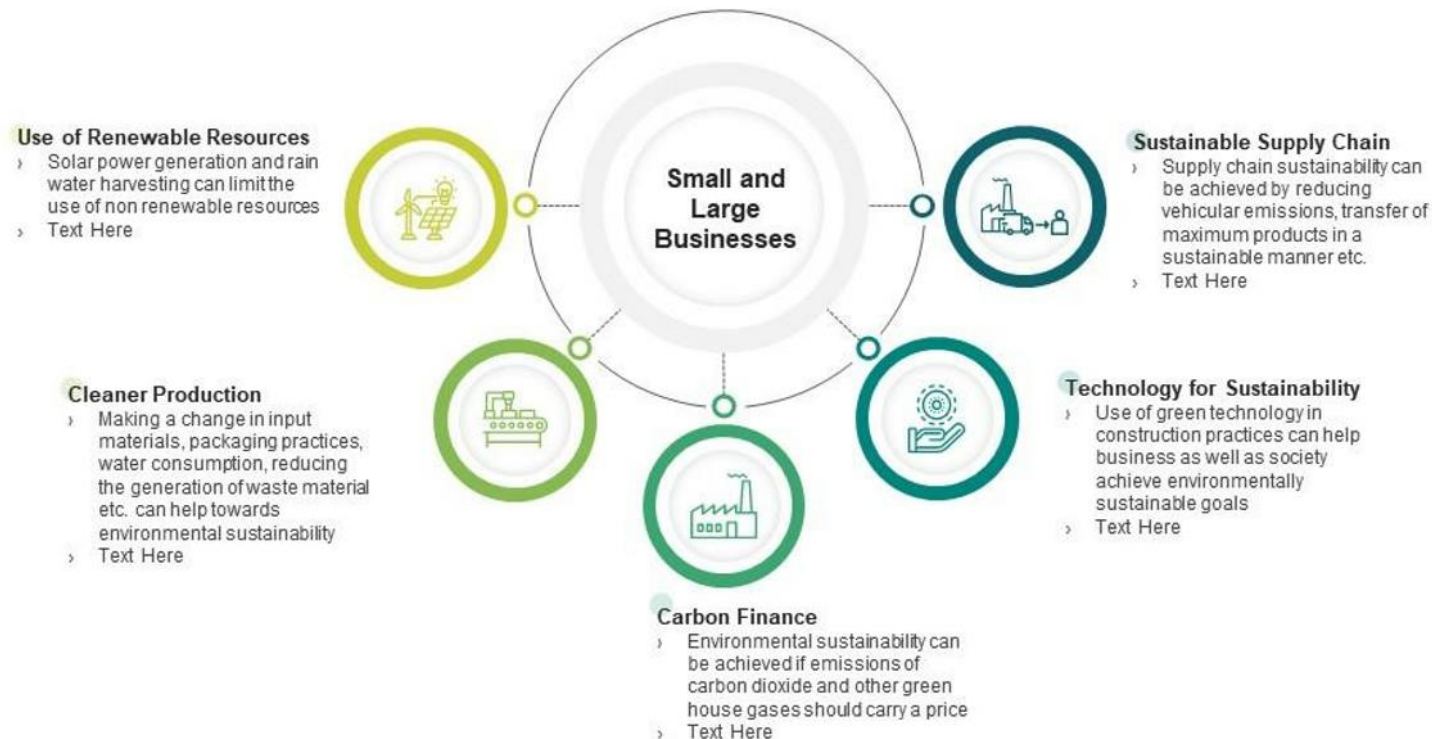 Small and
Large
Businesses
Use of Renewable Resources
› Solar power generation and rain
water harvesting can limit the
use of non renewable resources
› Text Here
Cleaner Production
› Making a change in input
materials, packaging practices,
water consumption, reducing
the generation of waste material
etc. can help towards
environmental sustainability
› Text Here
Carbon Finance
› Environmental sustainability can
be achieved if emissions of
carbon dioxide and other green
house gases should carry a price
› Text Here
Technology for Sustainability
› Use of green technology in
construction practices can help
business as well as society
achieve environmentally
sustainable goals
› Text Here
Sustainable Supply Chain
› Supply chain sustainability can
be achieved by reducing
vehicular emissions, transfer of
maximum products in a
sustainable manner etc.
› Text Here